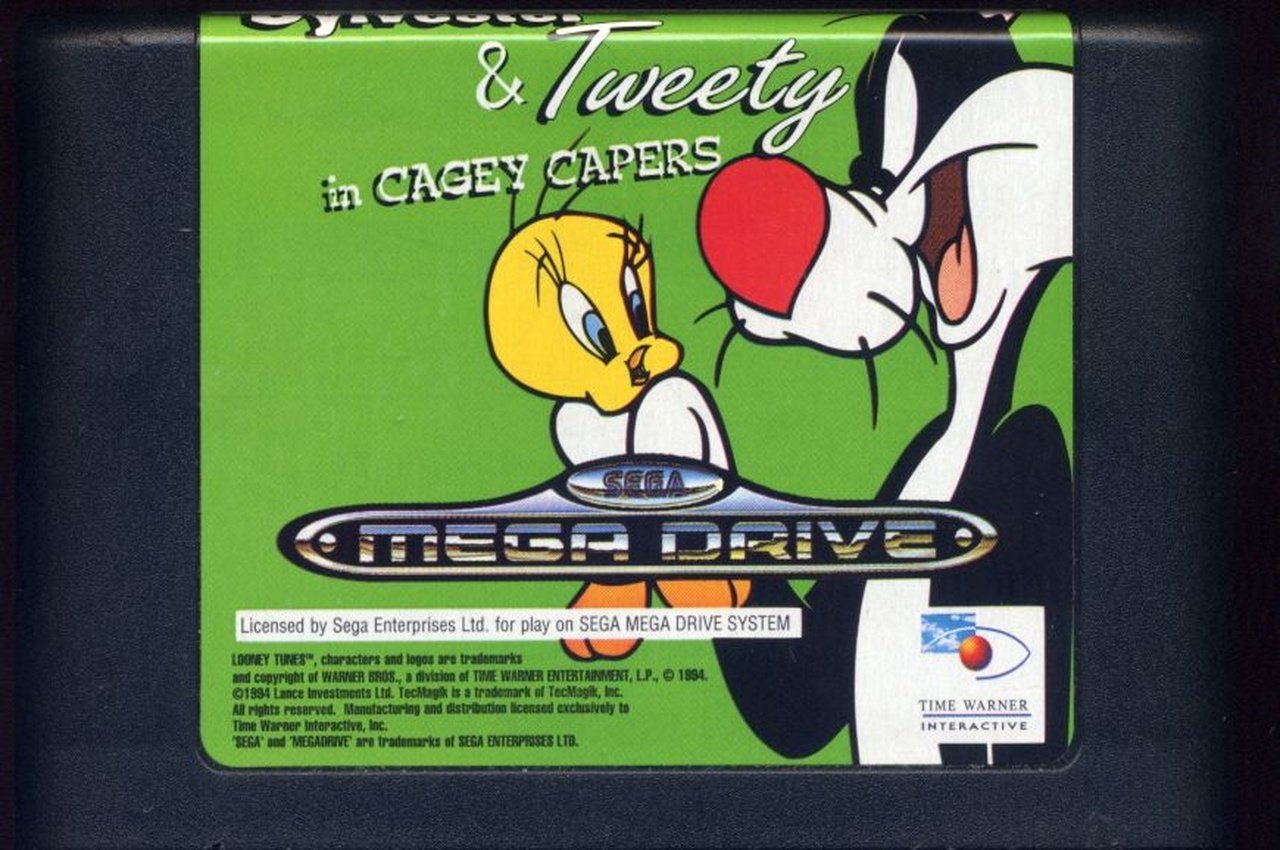 Sylvester
& Tweety
in CAGEY CAPERS
SEGA
MEGA DRIVE
Licensed by Sega Enterprises Ltd. for play on SEGA MEGA DRIVE SYSTEM
LOONEY TUNES™, characters and logos are trademarks
and copyright of WARNER BROS., a division of TIME WARNER ENTERTAINMENT, L.P., © 1994.
©1994 Lance Investments Ltd. TecMagik is a trademark of TecMagik, Inc.
All rights reserved. Manufacturing and distribution licensed exclusively to
Time Warner Interactive, Inc.
'SEGA' and 'MEGADRIVE' are trademarks of SEGA ENTERPRISES LTD.
TIME WARNER
INTERACTIVE